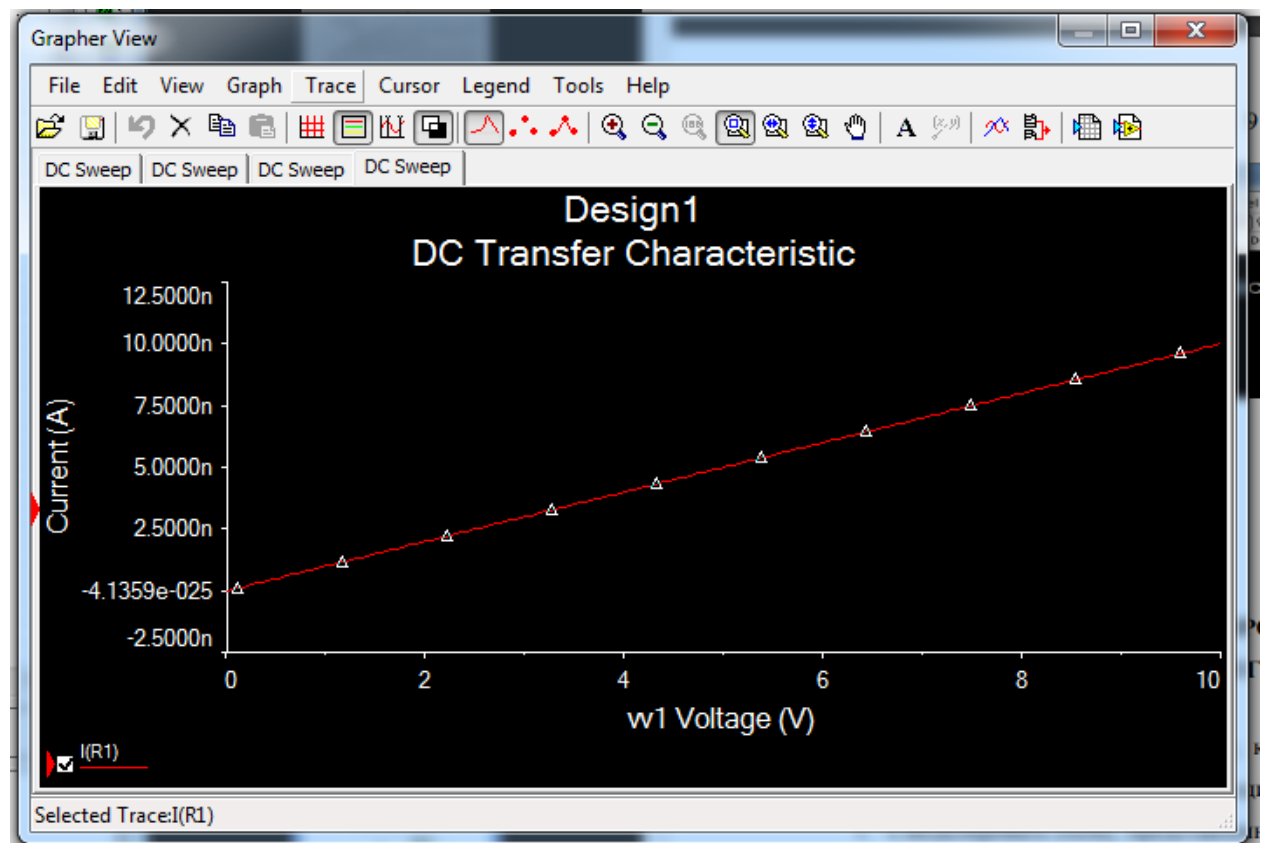 Grapher View
File Edit View Graph Trace Cursor Legend Tools Help
DC Sweep DC Sweep DC Sweep DC Sweep
Design1
DC Transfer Characteristic
12.5000n
10.0000n
7.5000n
5.0000n
2.5000n
-4.1359e-025
-2.5000n
Current (A)
0 2 4 6 8 10
vv1 Voltage (V)
I(R1)
Selected Trace:I(R1)